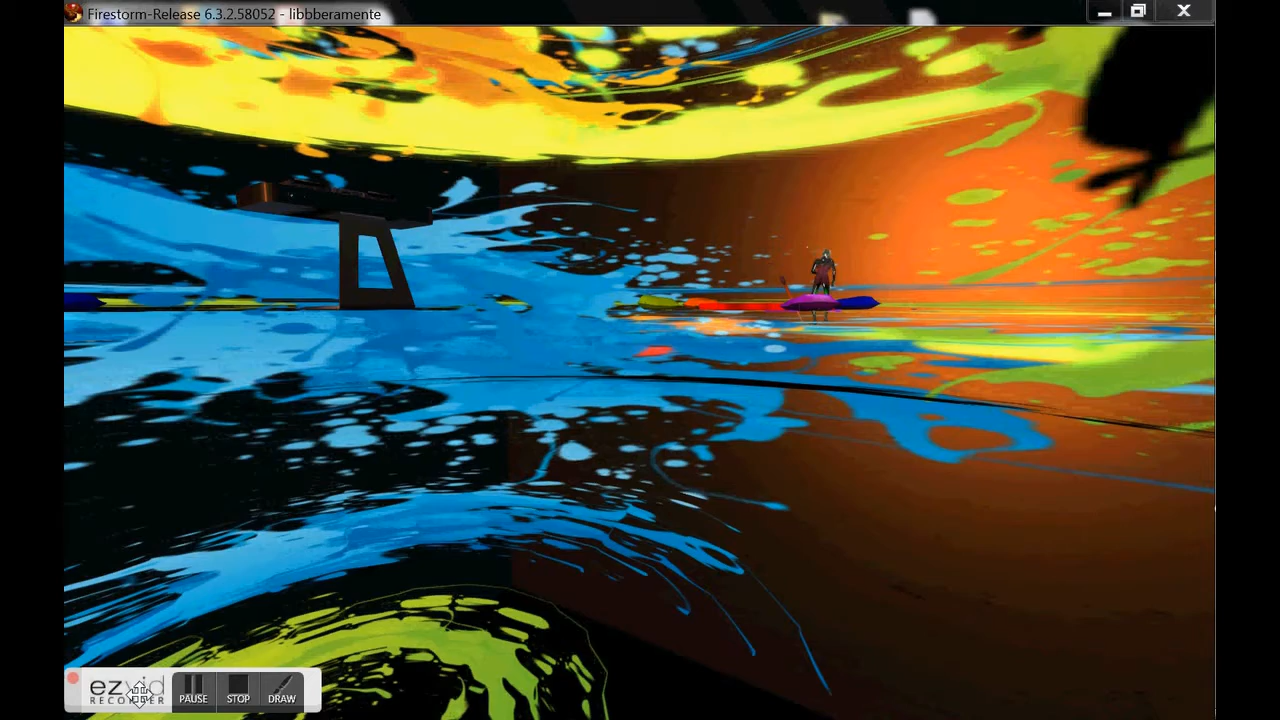 Firestorm-Release 6.3.2.58052 - libbberamente
ezvid
RECORDER
PAUSE
STOP
DRAW